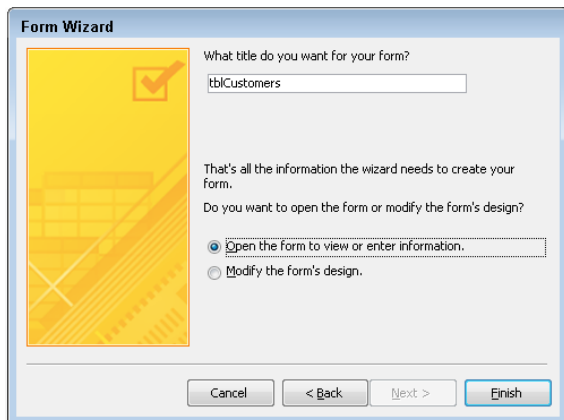 Form Wizard
What title do you want for your form?
tblCustomers
That's all the information the wizard needs to create your
form.
Do you want to open the form or modify the form's design?
Open the form to view or enter information.
Modify the form's design.
Cancel
< Back
Next >
Finish